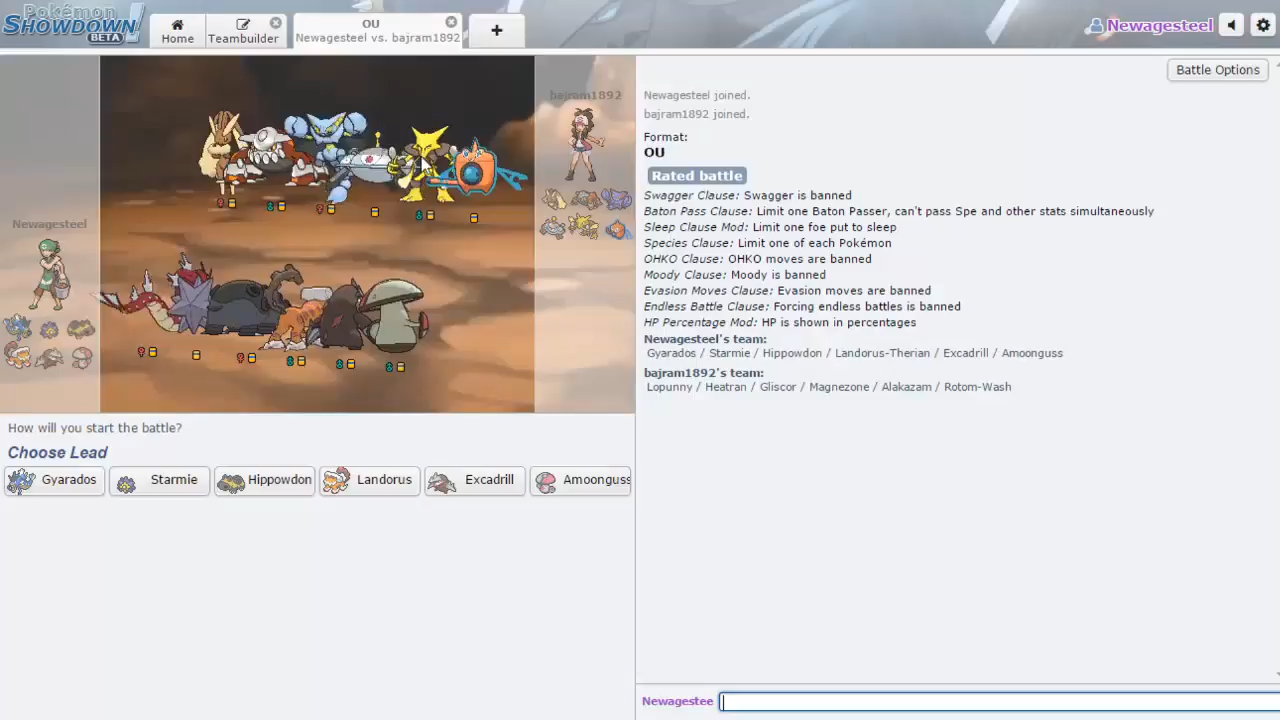 Pokémon
SHOWDOWN
BETA
Home
Teambuilder
OU
Newagesteel vs. bajram1892
+
Newagesteel
bajram1892
Newagesteel
Battle Options
Newagesteel joined.
bajram1892 joined.
Format:
OU
Rated battle
Swagger Clause: Swagger is banned
Baton Pass Clause: Limit one Baton Passer, can't pass Spe and other stats simultaneously
Sleep Clause Mod: Limit one foe put to sleep
Species Clause: Limit one of each Pokémon
OHKO Clause: OHKO moves are banned
Moody Clause: Moody is banned
Evasion Moves Clause: Evasion moves are banned
Endless Battle Clause: Forcing endless battles is banned
HP Percentage Mod: HP is shown in percentages
Newagesteel's team:
Gyarados / Starmie / Hippowdon / Landorus-Therian / Excadrill / Amoonguss
bajram1892's team:
Lopunny / Heatran / Gliscor / Magnezone / Alakazam / Rotom-Wash
How will you start the battle?
Choose Lead
Gyarados
Starmie
Hippowdon
Landorus
Excadrill
Amoonguss
Newagestee